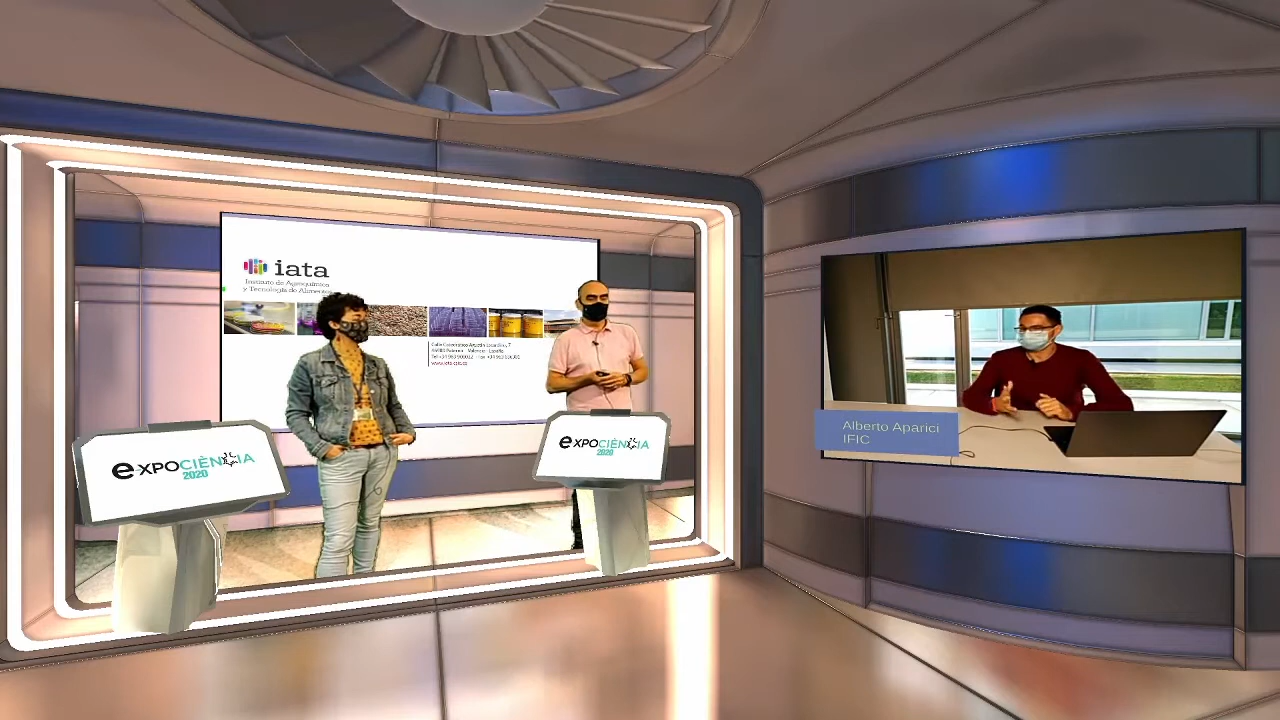 iata
Instituto de Agroquímica
y Tecnología de Alimentos
eXPOCIÈNCIA
2020
eXPOCIÈNCIA
2020
Alberto Aparici
IFIC